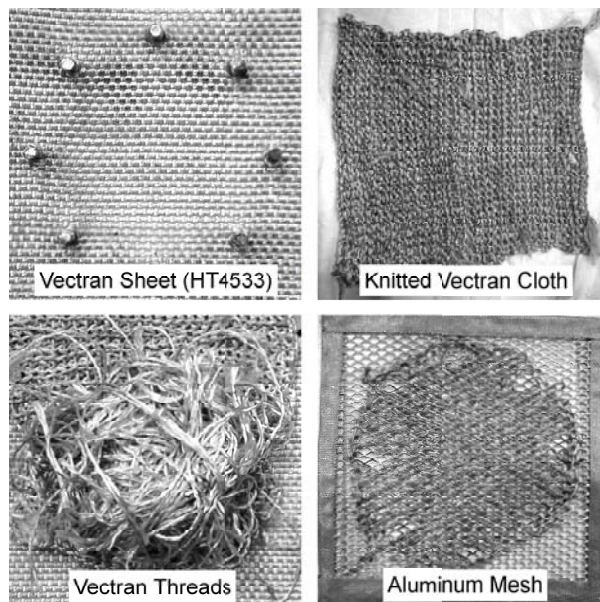 Vectran Sheet (HT4533)
Knitted Vectran Cloth
Vectran Threads
Aluminum Mesh